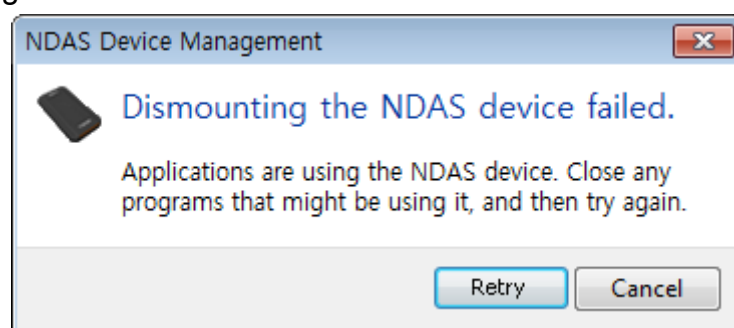 NDAS Device Management
Dismounting the NDAS device failed.
Applications are using the NDAS device. Close any
programs that might be using it, and then try again.
Retry Cancel